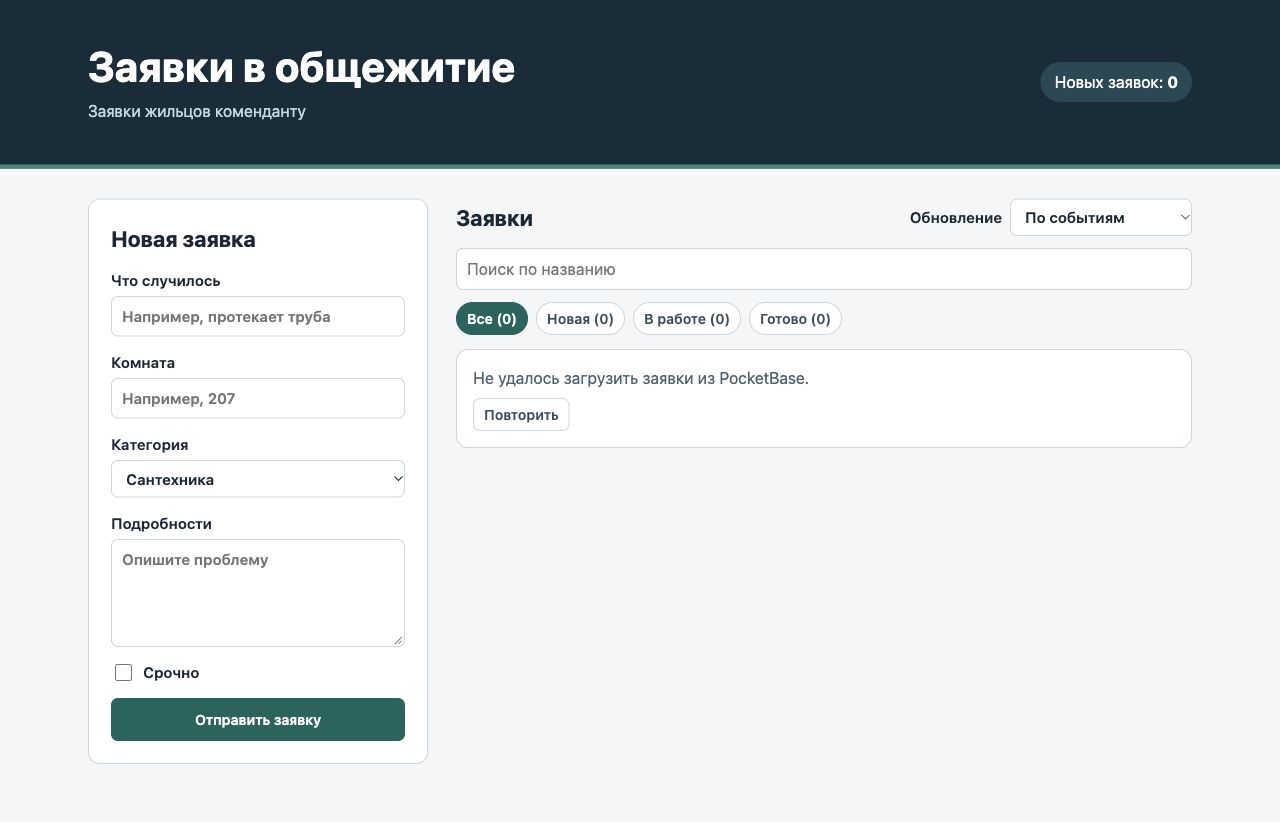 Заявки в общежитие
Заявки жильцов коменданту
Новых заявок: 0
Новая заявка
Что случилось
Например, протекает труба
Комната
Например, 207
Категория
Сантехника
Подробности
Опишите проблему
Срочно
Отправить заявку
Заявки
Обновление
По событиям
Поиск по названию
Все (0)
Новая (0)
В работе (0)
Готово (0)
Не удалось загрузить заявки из PocketBase.
Повторить